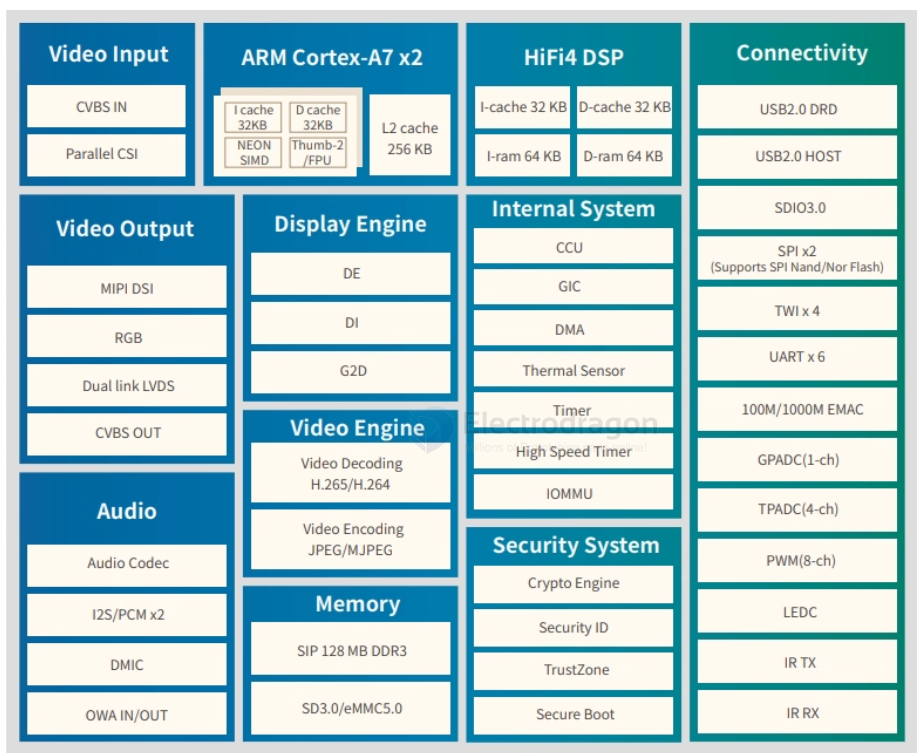 Video Input
CVBS IN
Parallel CSI
ARM Cortex-A7 x2
I cache
32KB
D cache
32KB
NEON
SIMD
Thumb-2
/FPU
L2 cache
256 KB
HiFi4 DSP
I-cache 32 KB
D-cache 32 KB
I-ram 64 KB
D-ram 64 KB
Connectivity
USB2.0 DRD
USB2.0 HOST
SDIO3.0
SPI x2
(Supports SPI Nand/Nor Flash)
TWI x 4
UART x 6
100M/1000M EMAC
GPADC(1-ch)
TPADC(4-ch)
PWM(8-ch)
LEDC
IR TX
IR RX
Video Output
MIPI DSI
RGB
Dual link LVDS
CVBS OUT
Display Engine
DE
DI
G2D
Internal System
CCU
GIC
DMA
Thermal Sensor
Timer
High Speed Timer
IOMMU
Electrodragon
Video Engine
Video Decoding
H.265/H.264
Video Encoding
JPEG/MJPEG
Audio
Audio Codec
I2S/PCM x2
DMIC
OWA IN/OUT
Memory
SIP 128 MB DDR3
SD3.0/eMMC5.0
Security System
Crypto Engine
Security ID
TrustZone
Secure Boot